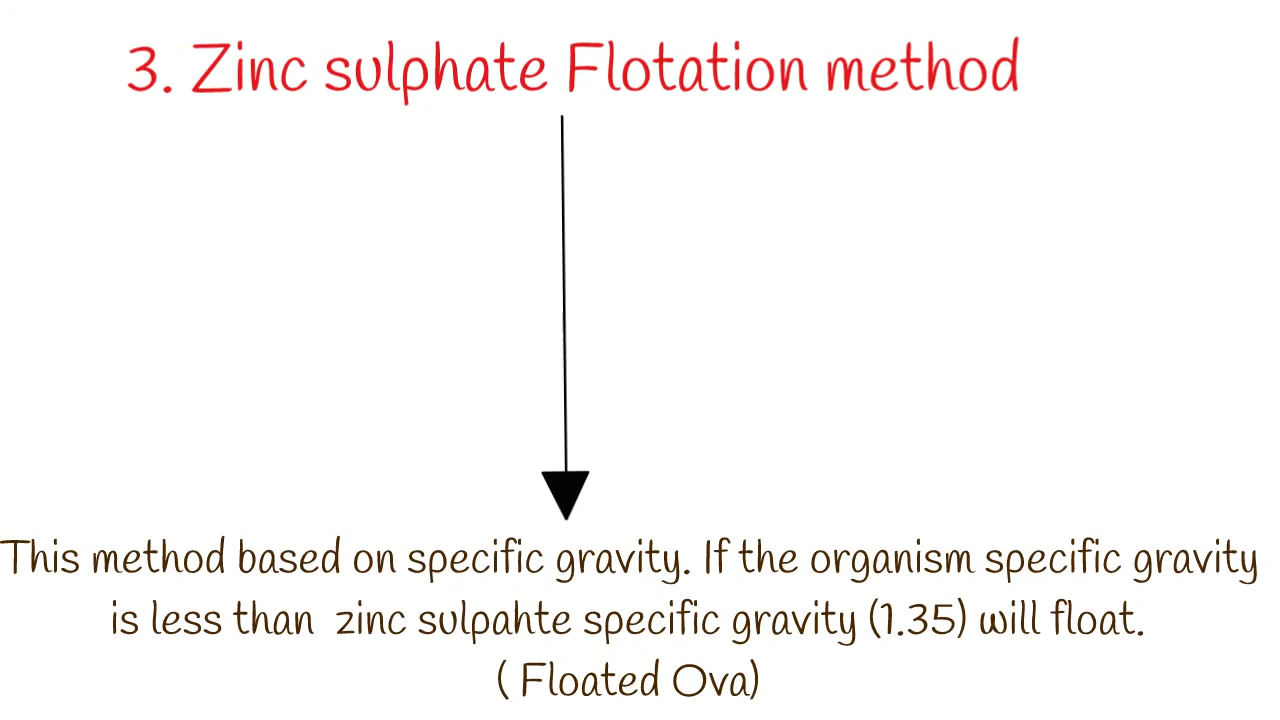 3. Zinc sulphate Flotation method
This method based on specific gravity. If the organism specific gravity
is less than zinc sulpahte specific gravity (1.35) will float.
( Floated Ova)